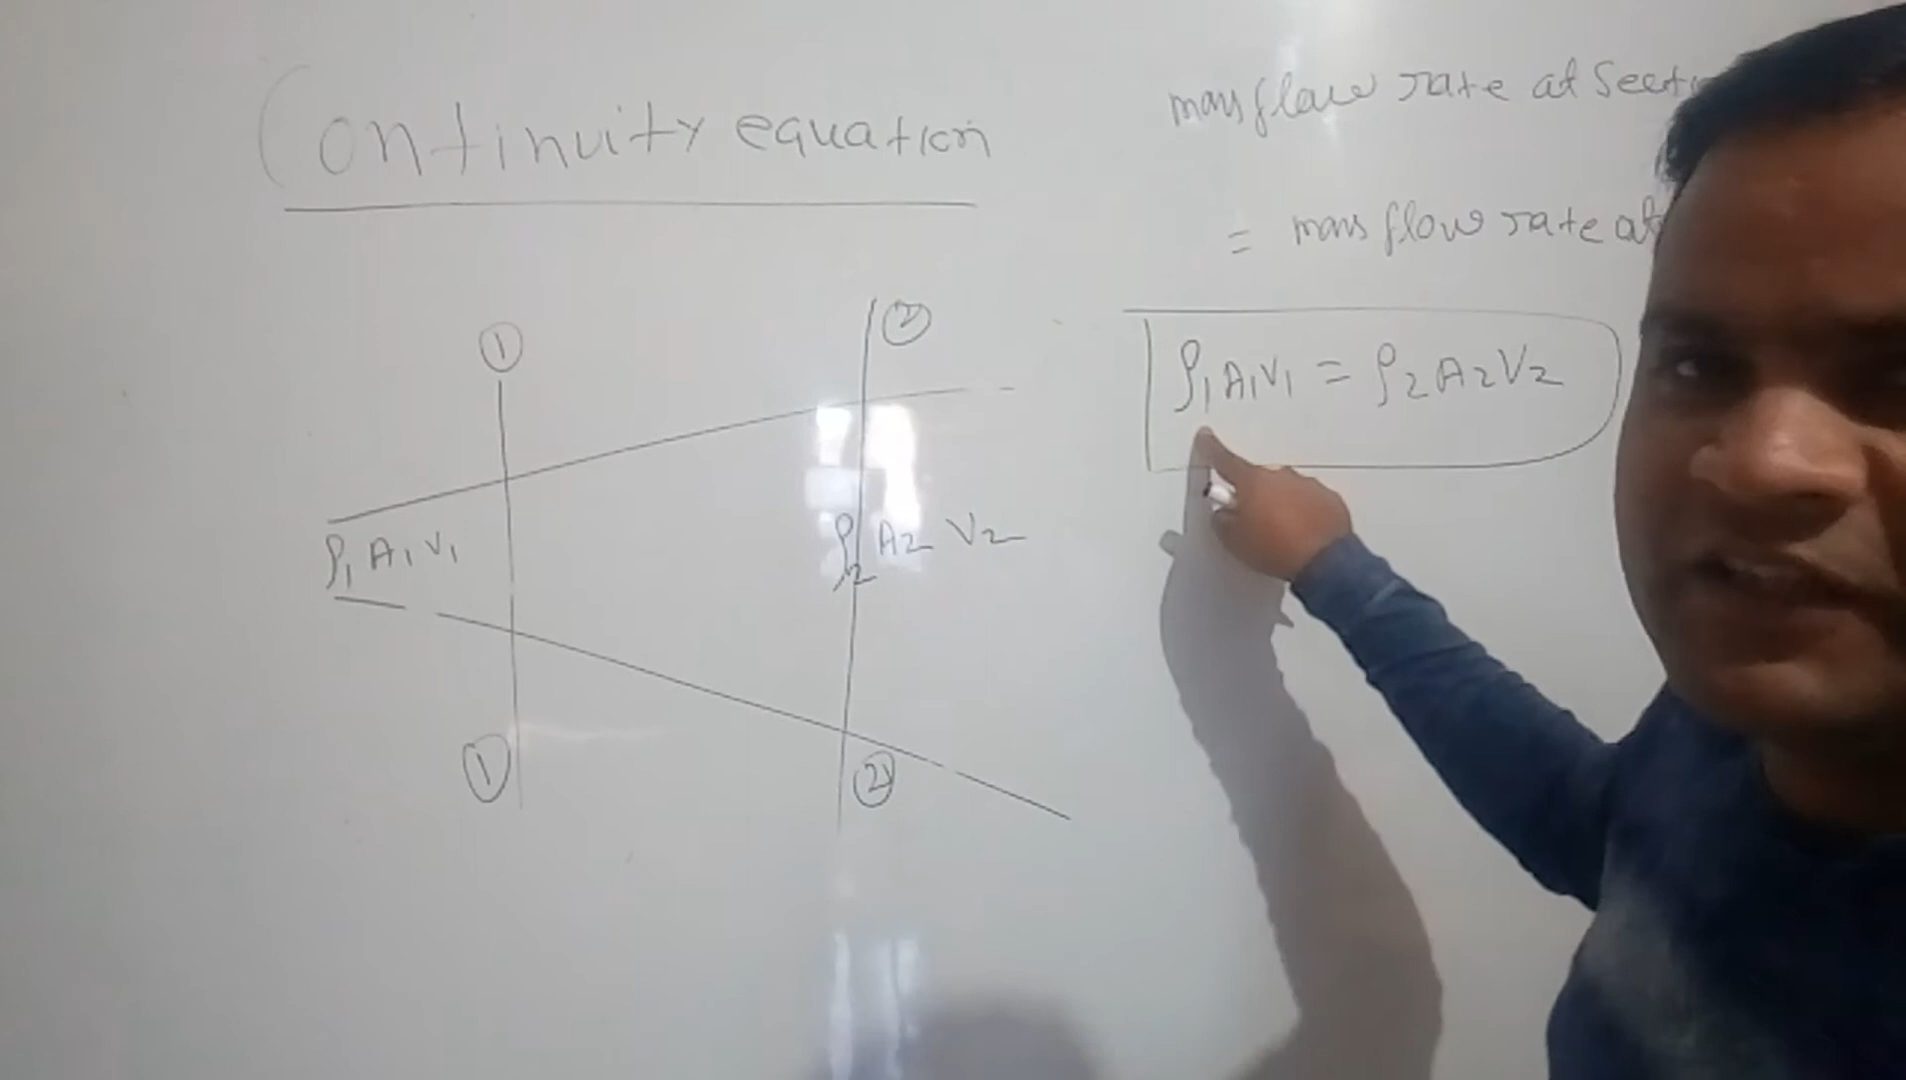 Continuity equation
mass flow rate at Secti
= mass flow rate at
ρ1A1V1 = ρ2A2V2
①
②
ρ1 A1 V1
ρ2 A2 V2
①
②